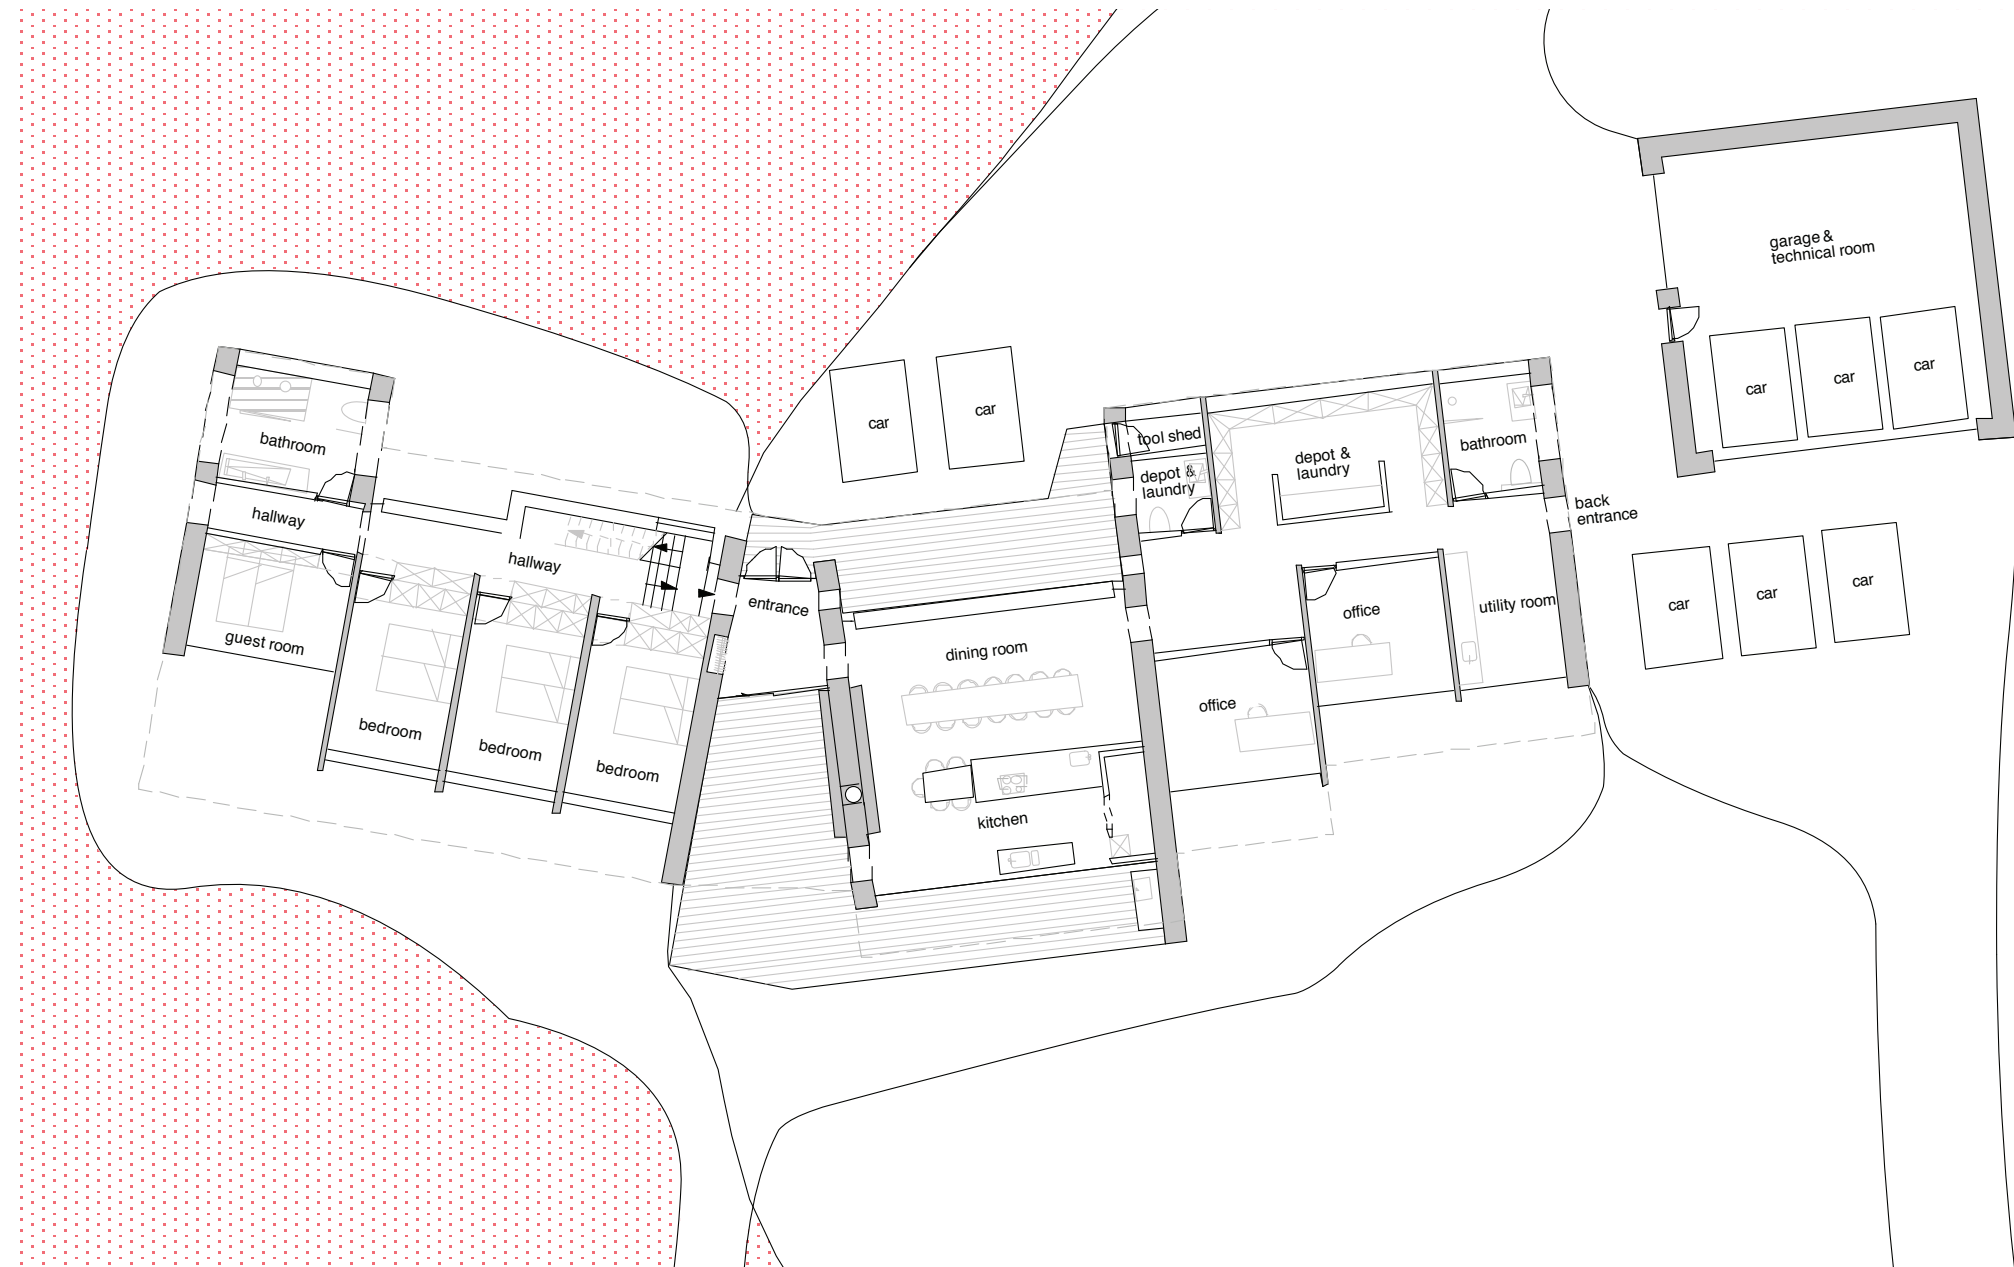 garage &
technical room
car
car
car
car
car
bathroom
hallway
hallway
guest room
bedroom
bedroom
bedroom
entrance
dining room
kitchen
tool shed
depot &
laundry
depot &
laundry
bathroom
back
entrance
office
office
utility room
car
car
car